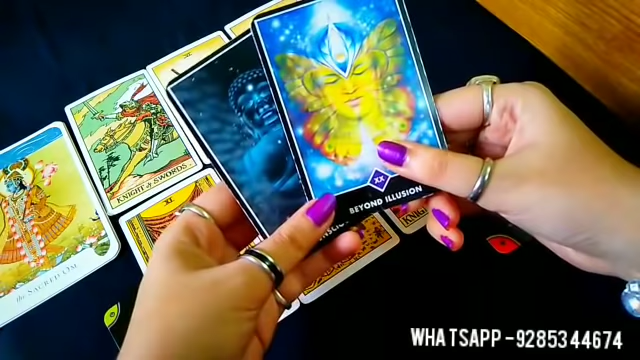 KNIGHT of SWORDS
the SACRED OM
XX
BEYOND ILLUSION
WHATSAPP -9285344674